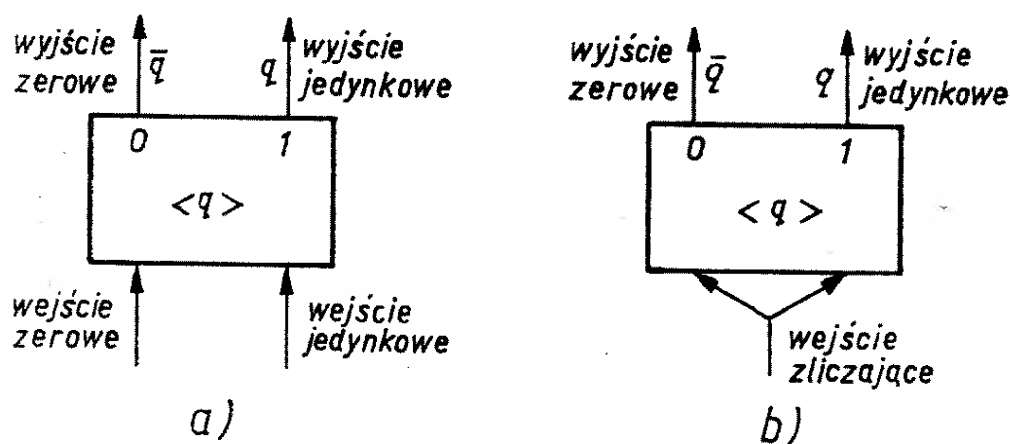 wyjście
zerowe
q̄
q
wyjście
jedynkowe
0
1
<q>
wejście
zerowe
wejście
jedynkowe
a)
wyjście
zerowe
q̄
q
wyjście
jedynkowe
0
1
<q>
wejście
zliczające
b)